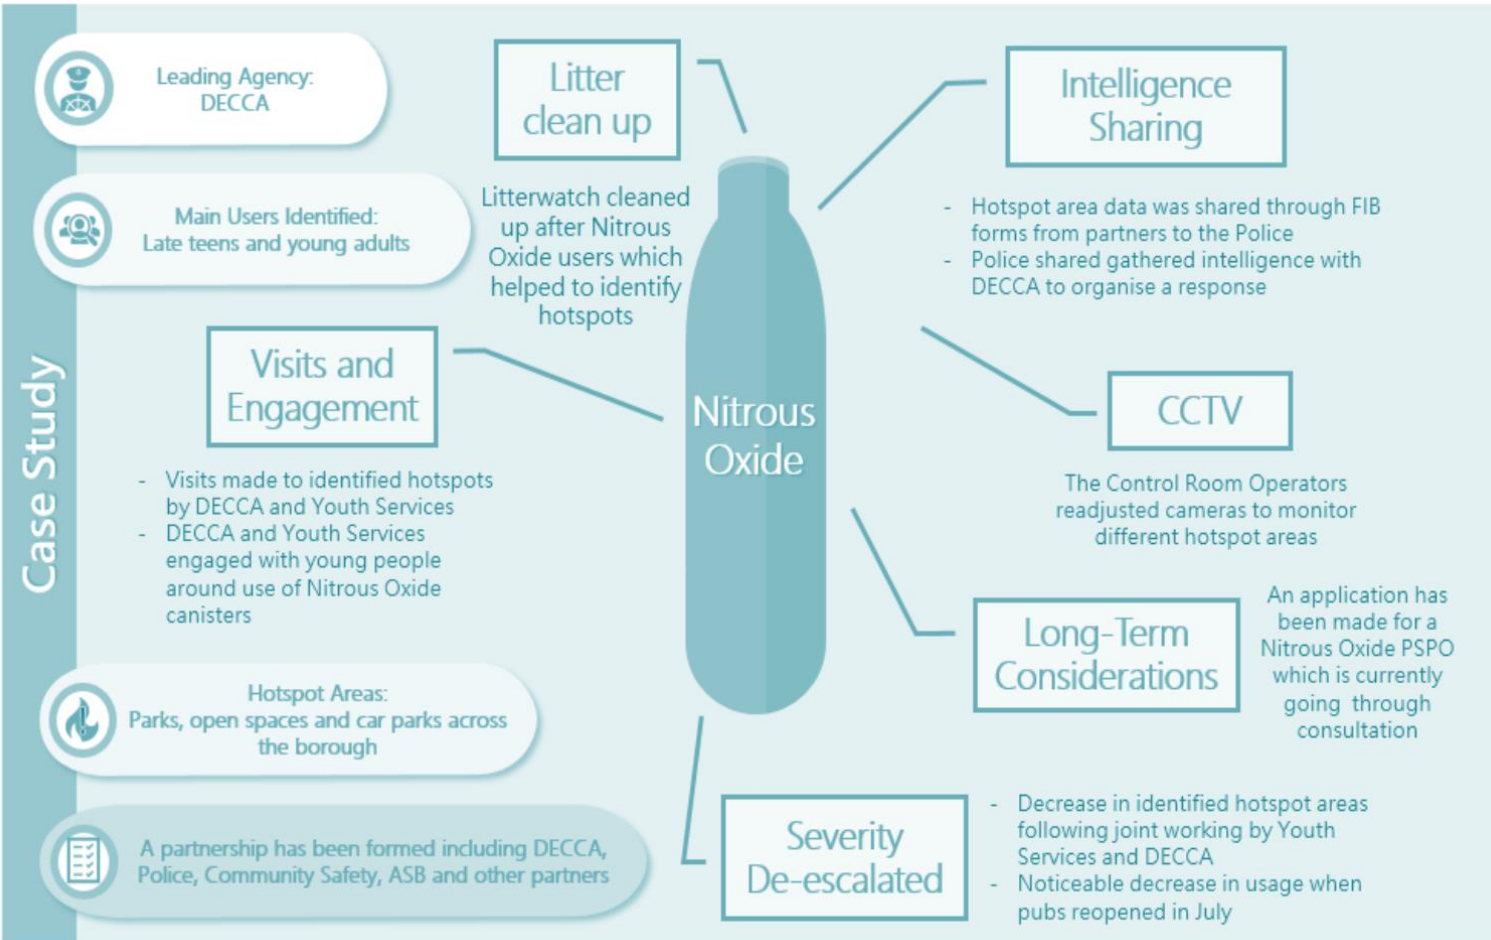 Case Study
Leading Agency:
DECCA
Main Users Identified:
Late teens and young adults
Litter
clean up
Litterwatch cleaned
up after Nitrous
Oxide users which
helped to identify
hotspots
Intelligence
Sharing
- Hotspot area data was shared through FIB
forms from partners to the Police
- Police shared gathered intelligence with
DECCA to organise a response
Visits and
Engagement
- Visits made to identified hotspots
by DECCA and Youth Services
- DECCA and Youth Services
engaged with young people
around use of Nitrous Oxide
canisters
Nitrous
Oxide
CCTV
The Control Room Operators
readjusted cameras to monitor
different hotspot areas
Long-Term
Considerations
An application has
been made for a
Nitrous Oxide PSPO
which is currently
going through
consultation
Hotspot Areas:
Parks, open spaces and car parks across
the borough
A partnership has been formed including DECCA,
Police, Community Safety, ASB and other partners
Severity
De-escalated
- Decrease in identified hotspot areas
following joint working by Youth
Services and DECCA
- Noticeable decrease in usage when
pubs reopened in July